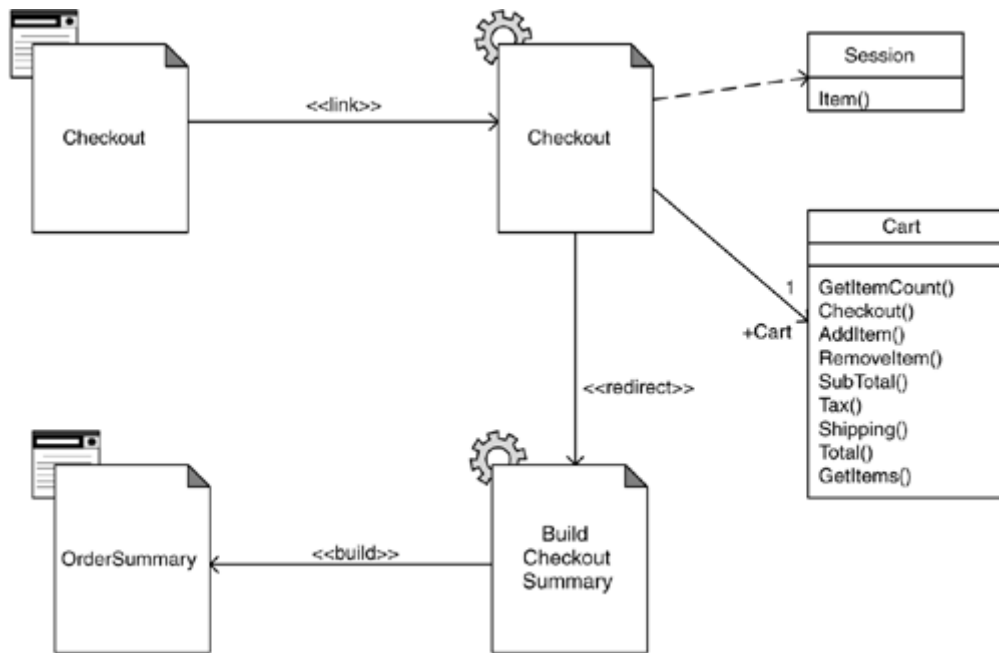 Checkout
<<link>>
Checkout
Session
Item()
Cart
1
+Cart
GetItemCount()
Checkout()
AddItem()
RemoveItem()
SubTotal()
Tax()
Shipping()
Total()
GetItems()
<<redirect>>
OrderSummary
<<build>>
Build
Checkout
Summary